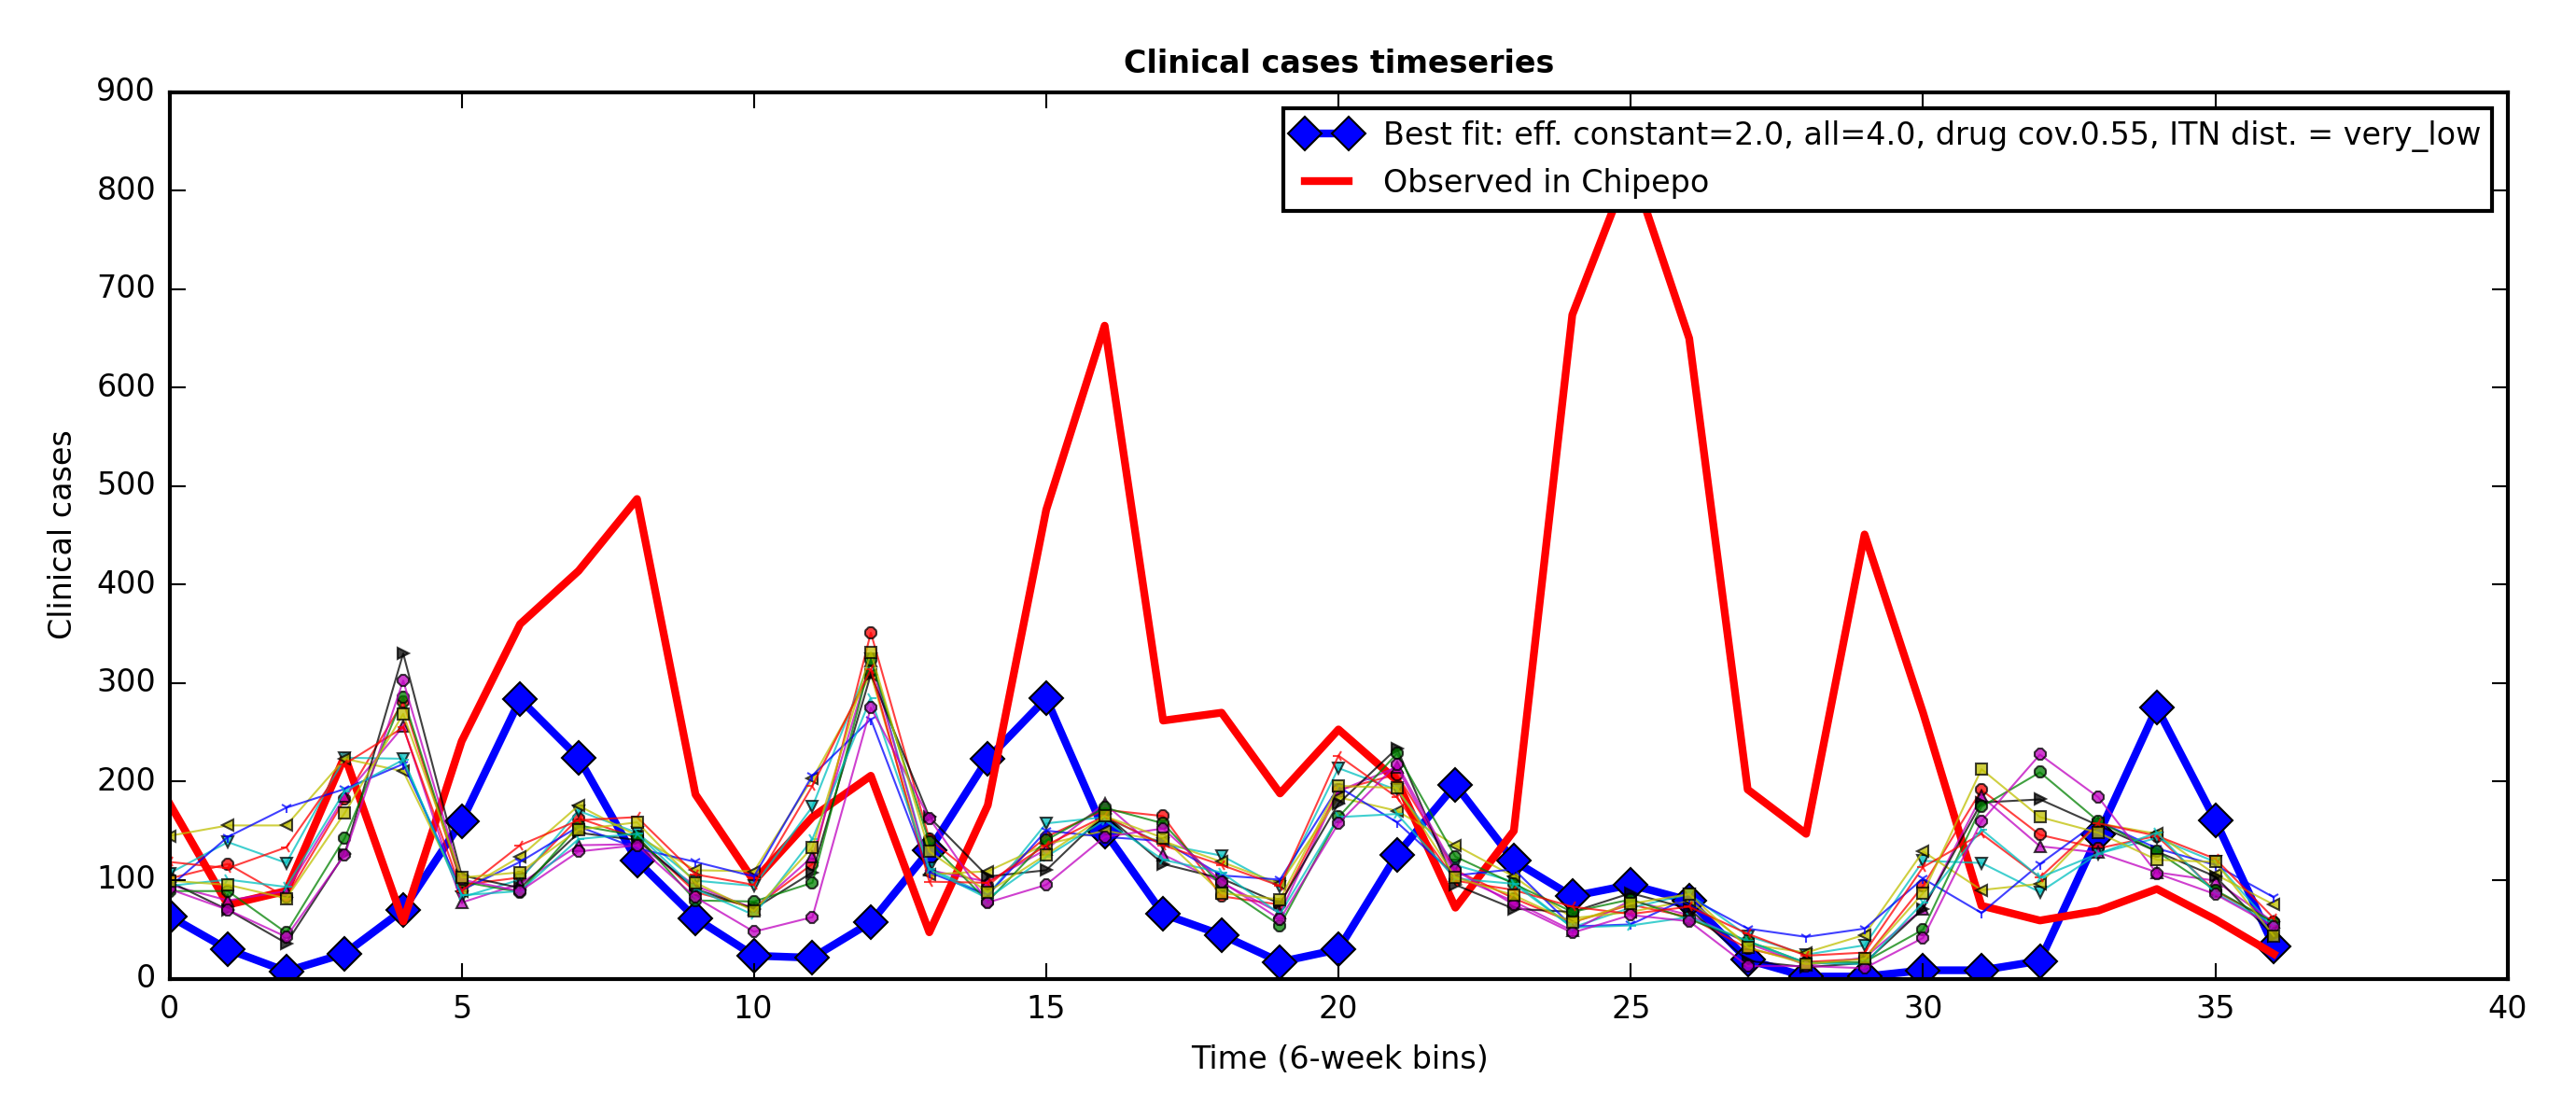 Clinical cases timeseries
900
800
700
600
500
400
300
200
100
0
Clinical cases
Best fit: eff. constant=2.0, all=4.0, drug cov.0.55, ITN dist. = very_low
Observed in Chipepo
0 5 10 15 20 25 30 35 40
Time (6-week bins)